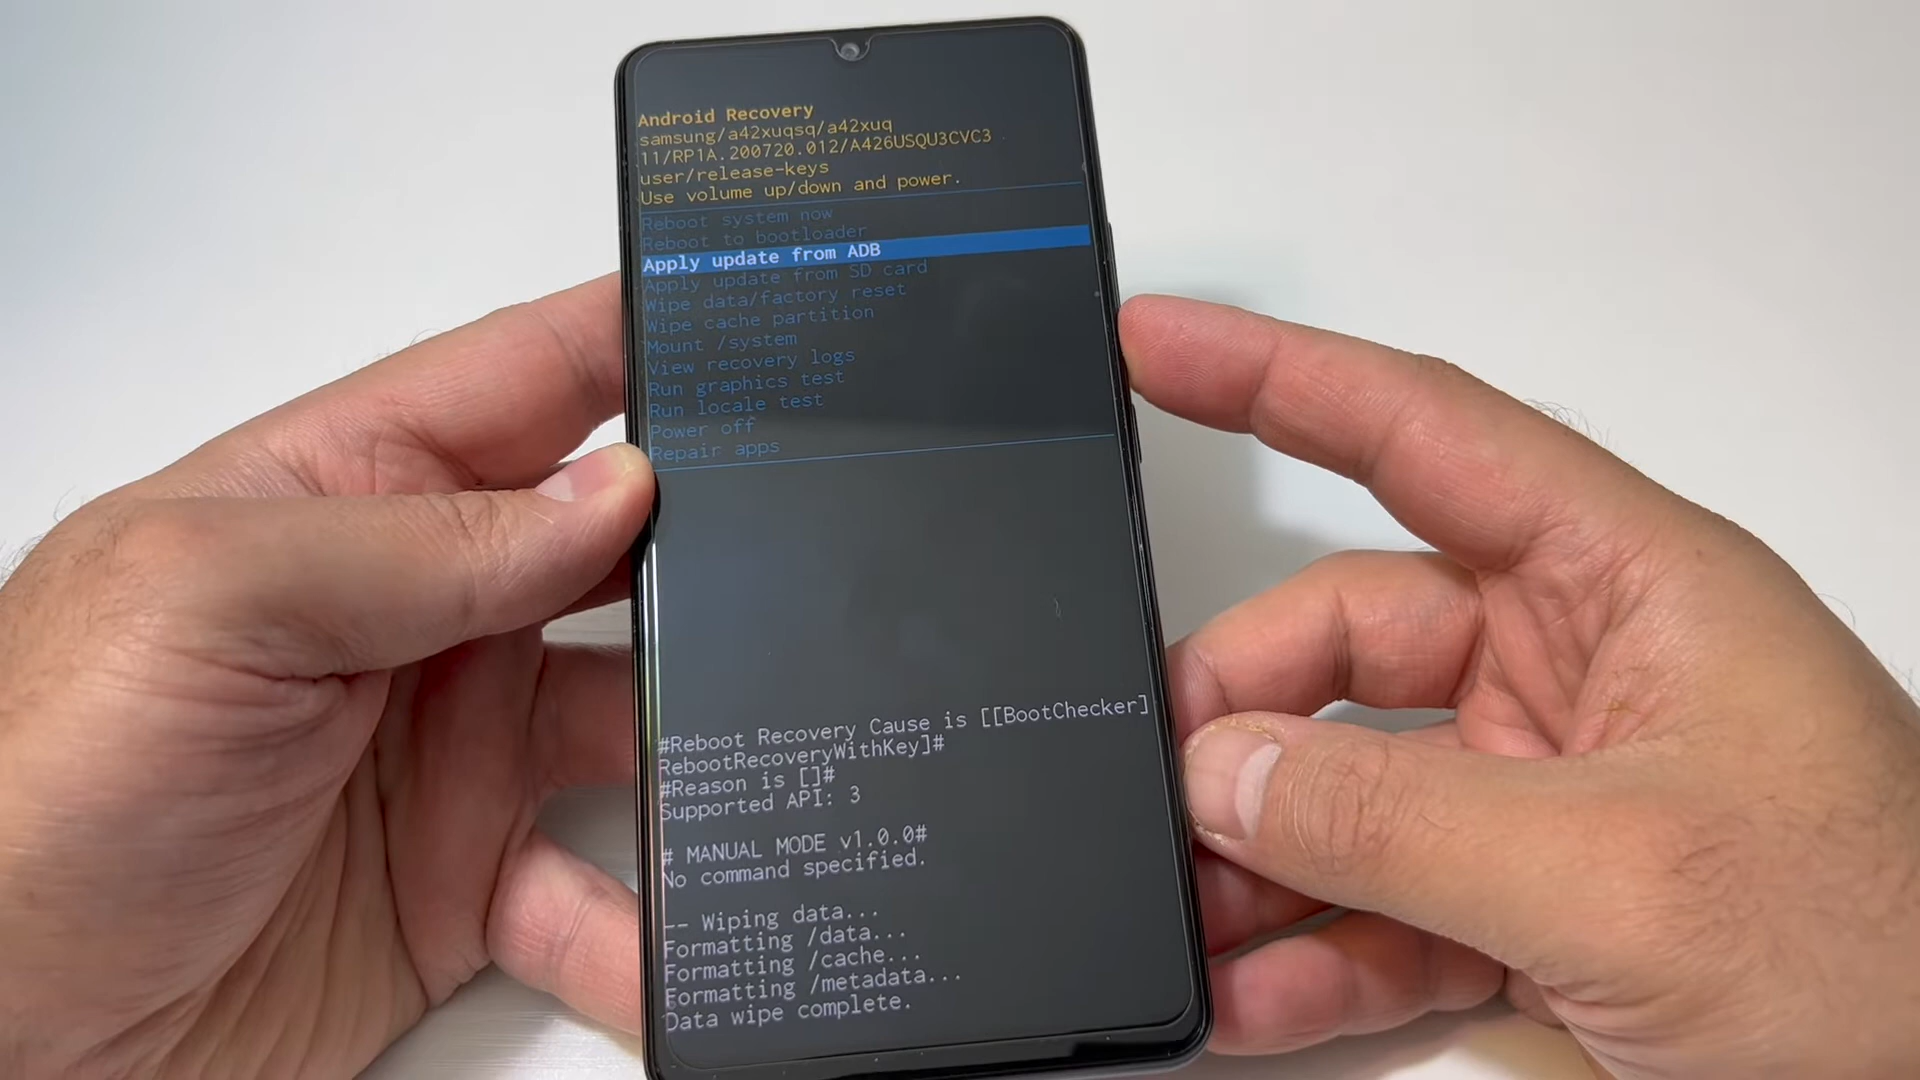 Android Recovery
samsung/a42xuqsq/a42xuq
11/RP1A.200720.012/A426USQU3CVC3
user/release-keys
Use volume up/down and power.
Reboot system now
Reboot to bootloader
Apply update from ADB
Apply update from SD card
Wipe data/factory reset
Wipe cache partition
Mount /system
View recovery logs
Run graphics test
Run locale test
Power off
Repair apps
#Reboot Recovery Cause is [[BootChecker]
RebootRecoveryWithKey]#
#Reason is []#
Supported API: 3
# MANUAL MODE v1.0.0#
No command specified.
-- Wiping data...
Formatting /data...
Formatting /cache...
Formatting /metadata...
Data wipe complete.